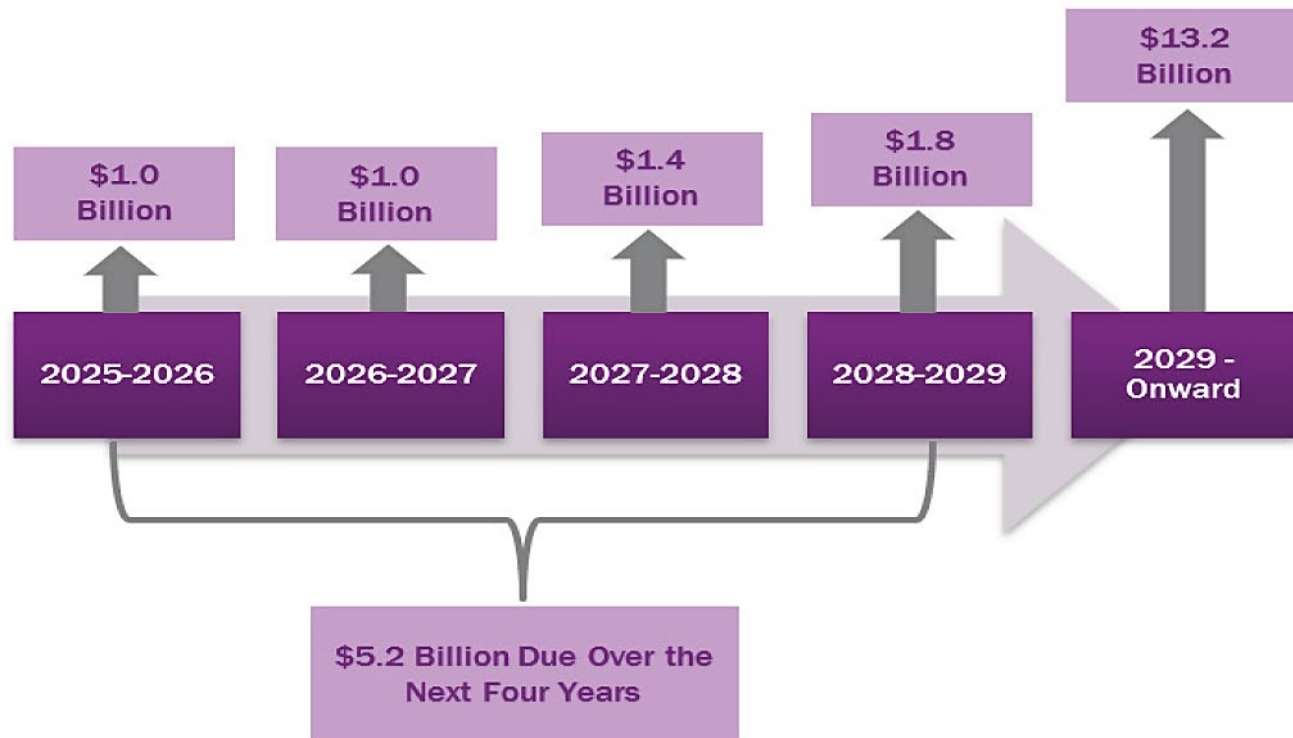 $13.2
Billion
$1.0
Billion
$1.0
Billion
$1.4
Billion
$1.8
Billion
2025-2026
2026-2027
2027-2028
2028-2029
2029 -
Onward
$5.2 Billion Due Over the
Next Four Years